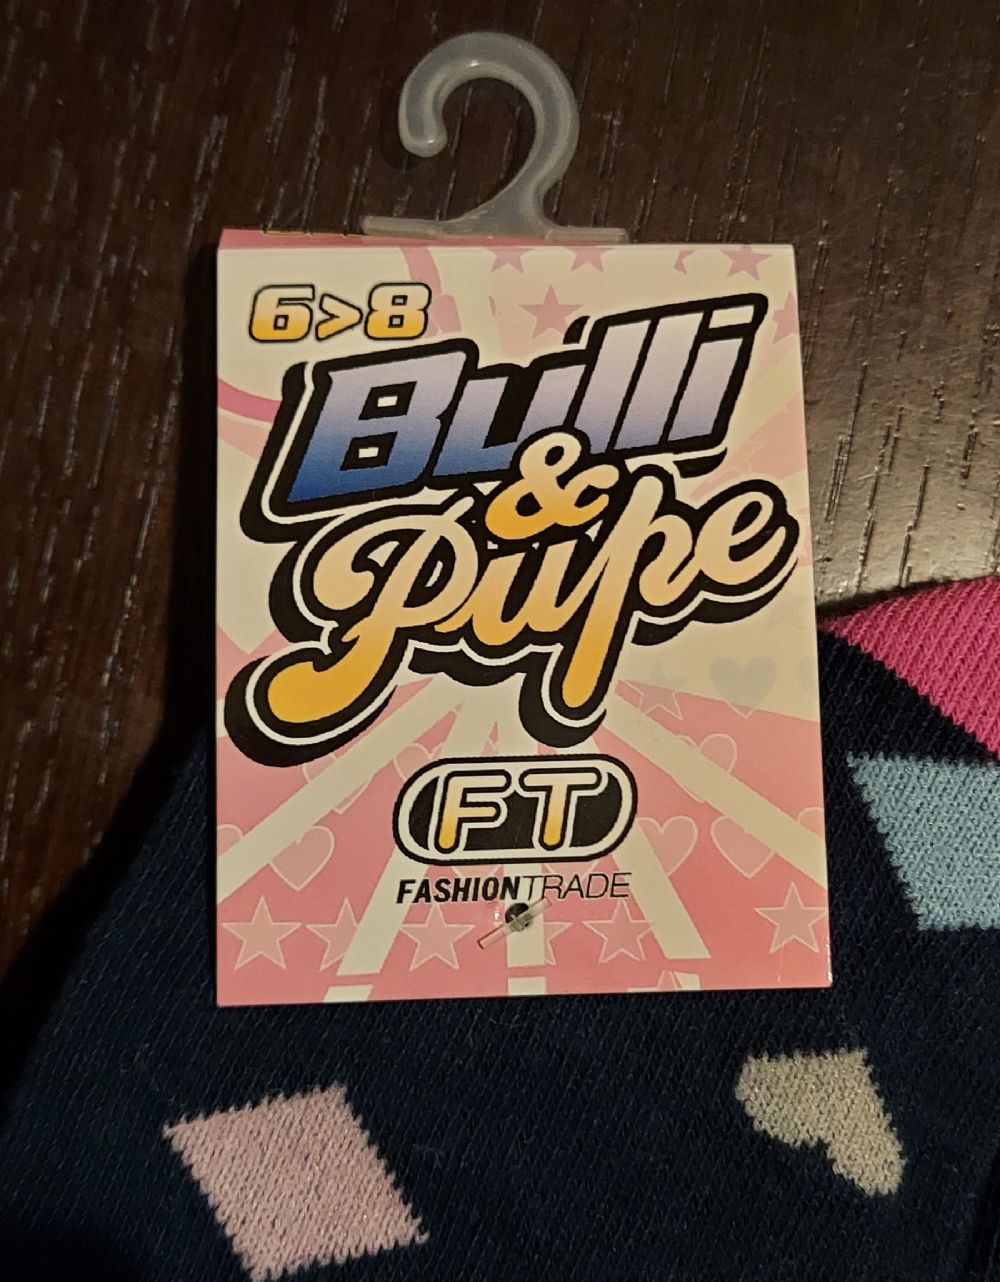 6>8
Bulli
&
Pupe
FT
FASHIONTRADE